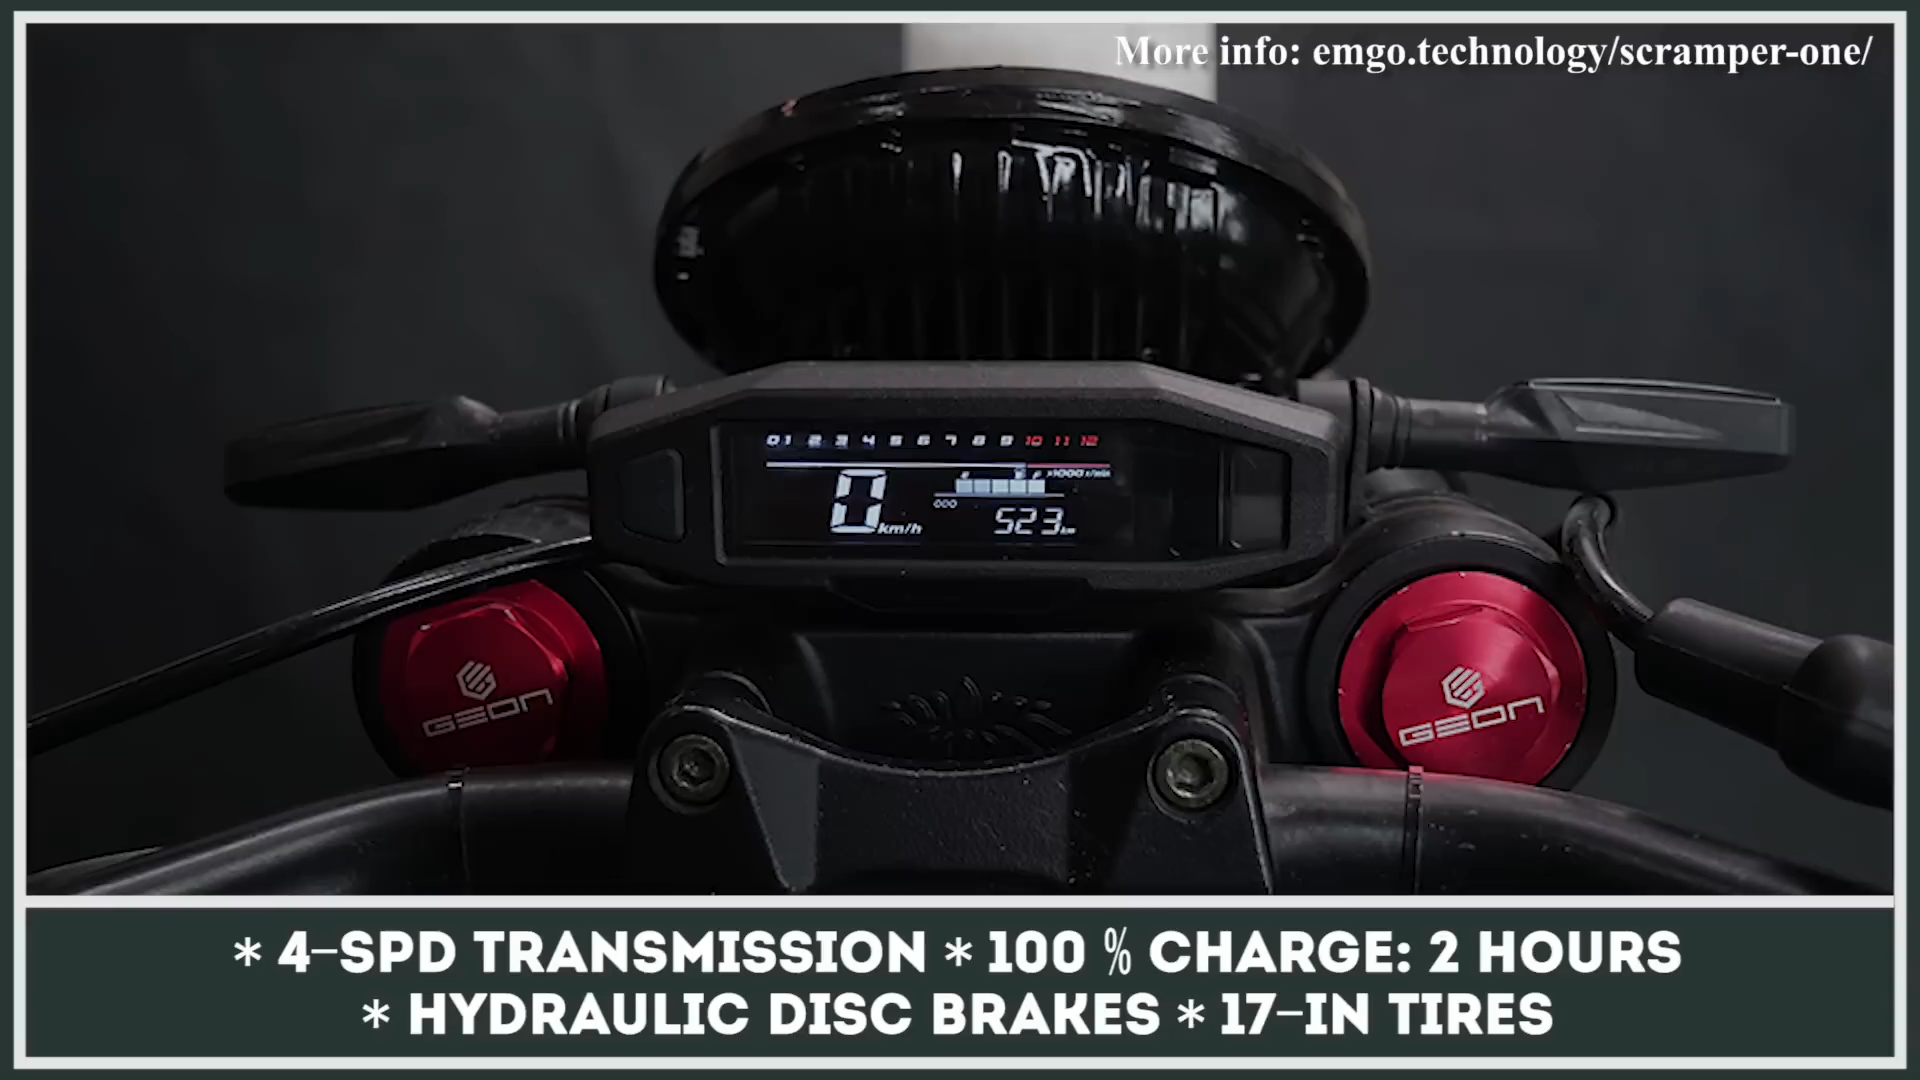 More info: emgo.technology/scramper-one/
01 2 3 4 5 6 7 8 9 10 11 12
x1000 r/min
0 km/h
000
523 km
GEON
GEON
* 4-SPD TRANSMISSION * 100 % CHARGE: 2 HOURS
* HYDRAULIC DISC BRAKES * 17-IN TIRES